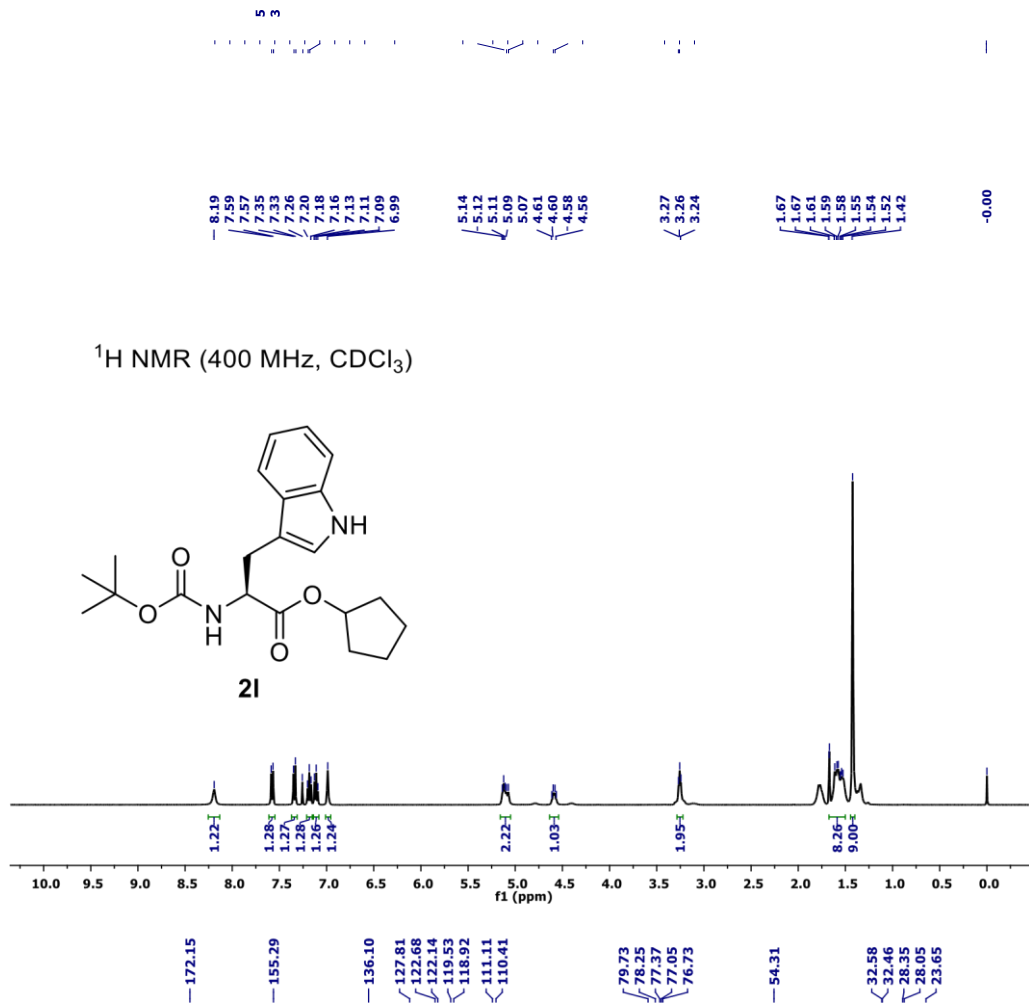 5 3
8.19 7.59 7.57 7.35 7.33 7.26 7.20 7.18 7.16 7.13 7.11 7.09 6.99 5.14 5.12 5.11 5.09 5.07 4.61 4.60 4.58 4.56 3.27 3.26 3.24 1.67 1.67 1.61 1.59 1.58 1.55 1.54 1.52 1.42 -0.00
¹H NMR (400 MHz, CDCl₃)
NH
O
O
O
N
H
O
2l
1.22 1.28 1.27 1.28 1.26 1.24 2.22 1.03 1.95 8.26 9.00
10.0 9.5 9.0 8.5 8.0 7.5 7.0 6.5 6.0 5.5 5.0 4.5 4.0 3.5 3.0 2.5 2.0 1.5 1.0 0.5 0.0
f1 (ppm)
172.15 155.29 136.10 127.81 122.68 122.14 119.53 118.92 111.11 110.41 79.73 78.25 77.37 77.05 76.73 54.31 32.58 32.46 28.35 28.05 23.65